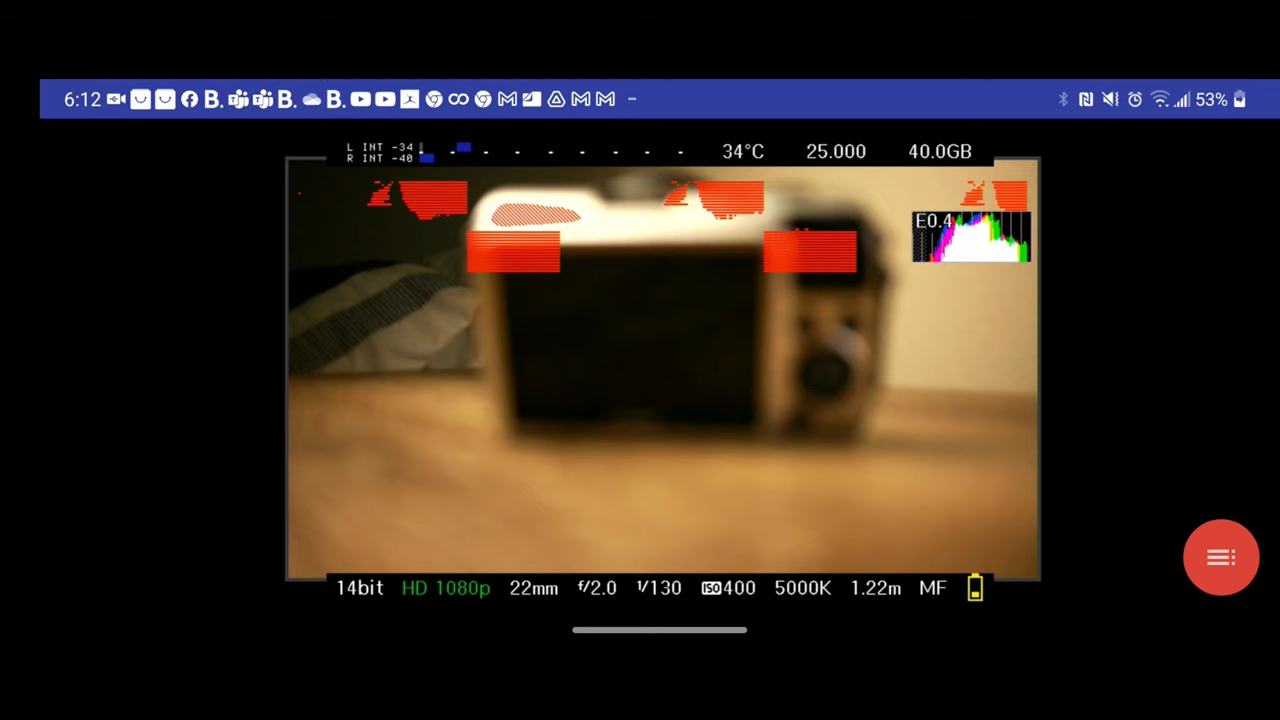 6:12 B. B. B. 53%
L INT -34
R INT -40
34°C 25.000 40.0GB
E0.4
14bit HD 1080p 22mm f/2.0 1/130 ISO400 5000K 1.22m MF